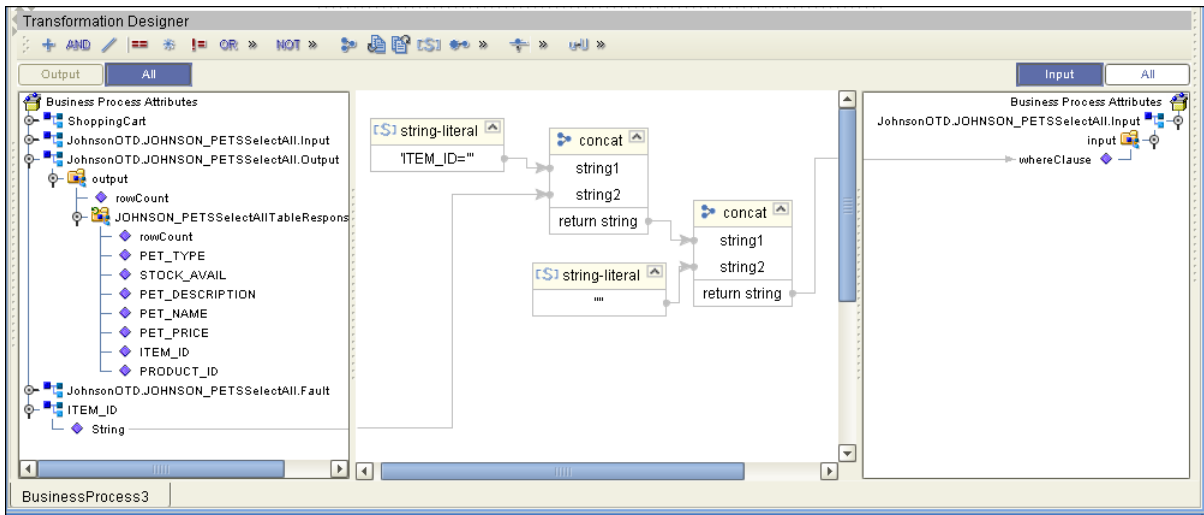 Transformation Designer
AND == != OR » NOT » [S] » » »
Output All Input All
Business Process Attributes
ShoppingCart
JohnsonOTD.JOHNSON_PETSSelectAll.Input
JohnsonOTD.JOHNSON_PETSSelectAll.Output
output
rowCount
JOHNSON_PETSSelectAllTableRespons
rowCount
PET_TYPE
STOCK_AVAIL
PET_DESCRIPTION
PET_NAME
PET_PRICE
ITEM_ID
PRODUCT_ID
JohnsonOTD.JOHNSON_PETSSelectAll.Fault
ITEM_ID
String
[S] string-literal
'ITEM_ID="'
concat
string1
string2
return string
[S] string-literal
'"'
concat
string1
string2
return string
Business Process Attributes
JohnsonOTD.JOHNSON_PETSSelectAll.Input
input
whereClause
BusinessProcess3